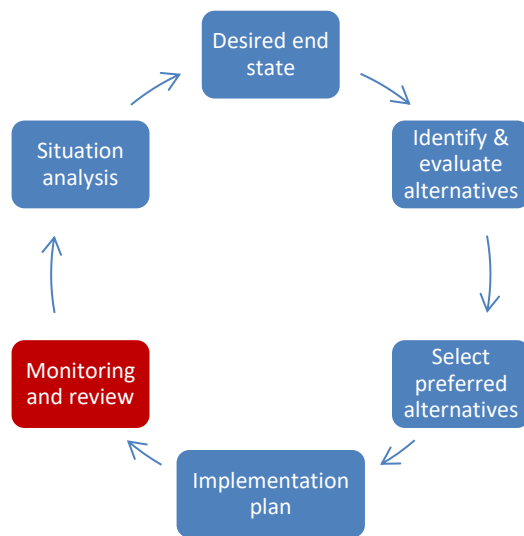 Desired end
state
Identify &
evaluate
alternatives
Select
preferred
alternatives
Implementation
plan
Monitoring
and review
Situation
analysis